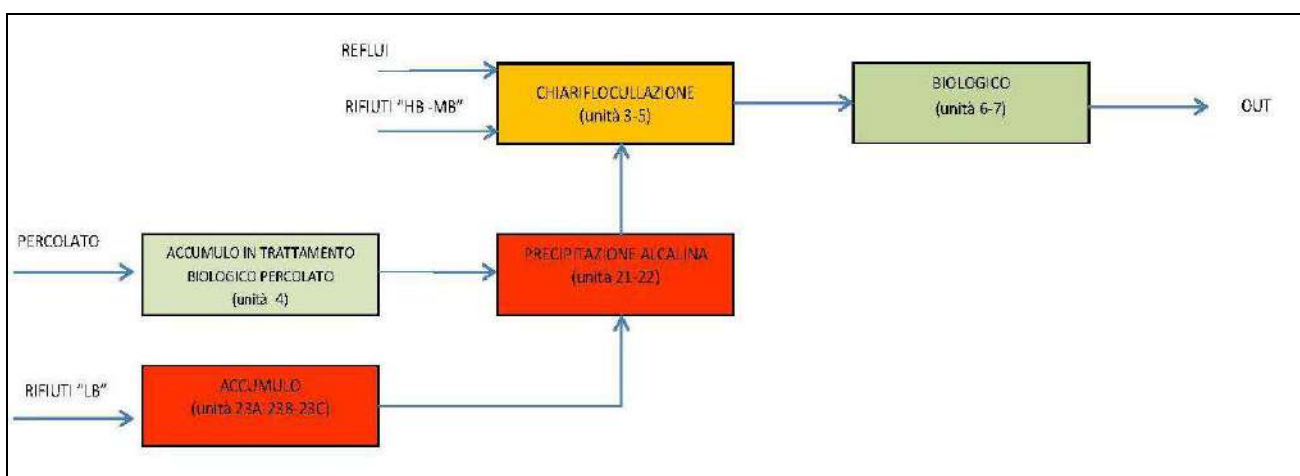 REFLUI
RIFIUTI "HB -MB"
CHIARIFLOCULLAZIONE
(unità 3-5)
BIOLOGICO
(unità 6-7)
OUT
PERCOLATO
ACCUMULO IN TRATTAMENTO
BIOLOGICO PERCOLATO
(unità 4)
PRECIPITAZIONE ALCALINA
(unità 21-22)
RIFIUTI "LB"
ACCUMULO
(unità 23A-23B-23C)